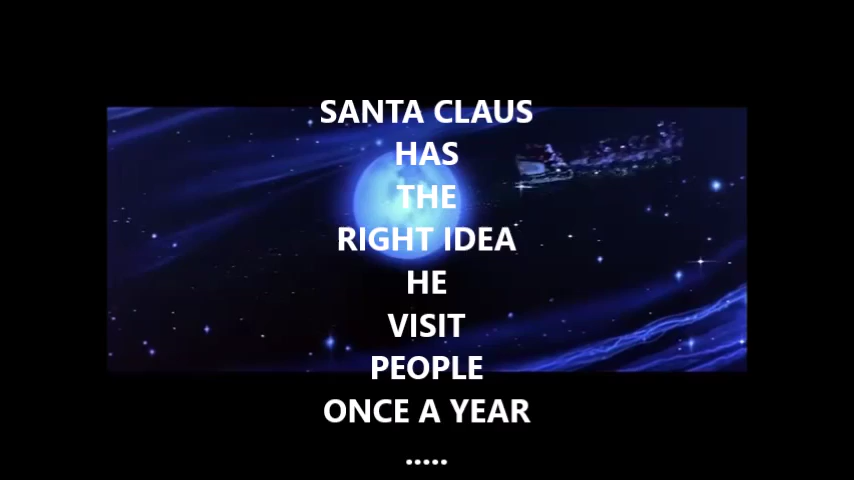 SANTA CLAUS
HAS
THE
RIGHT IDEA
HE
VISIT
PEOPLE
ONCE A YEAR
.....